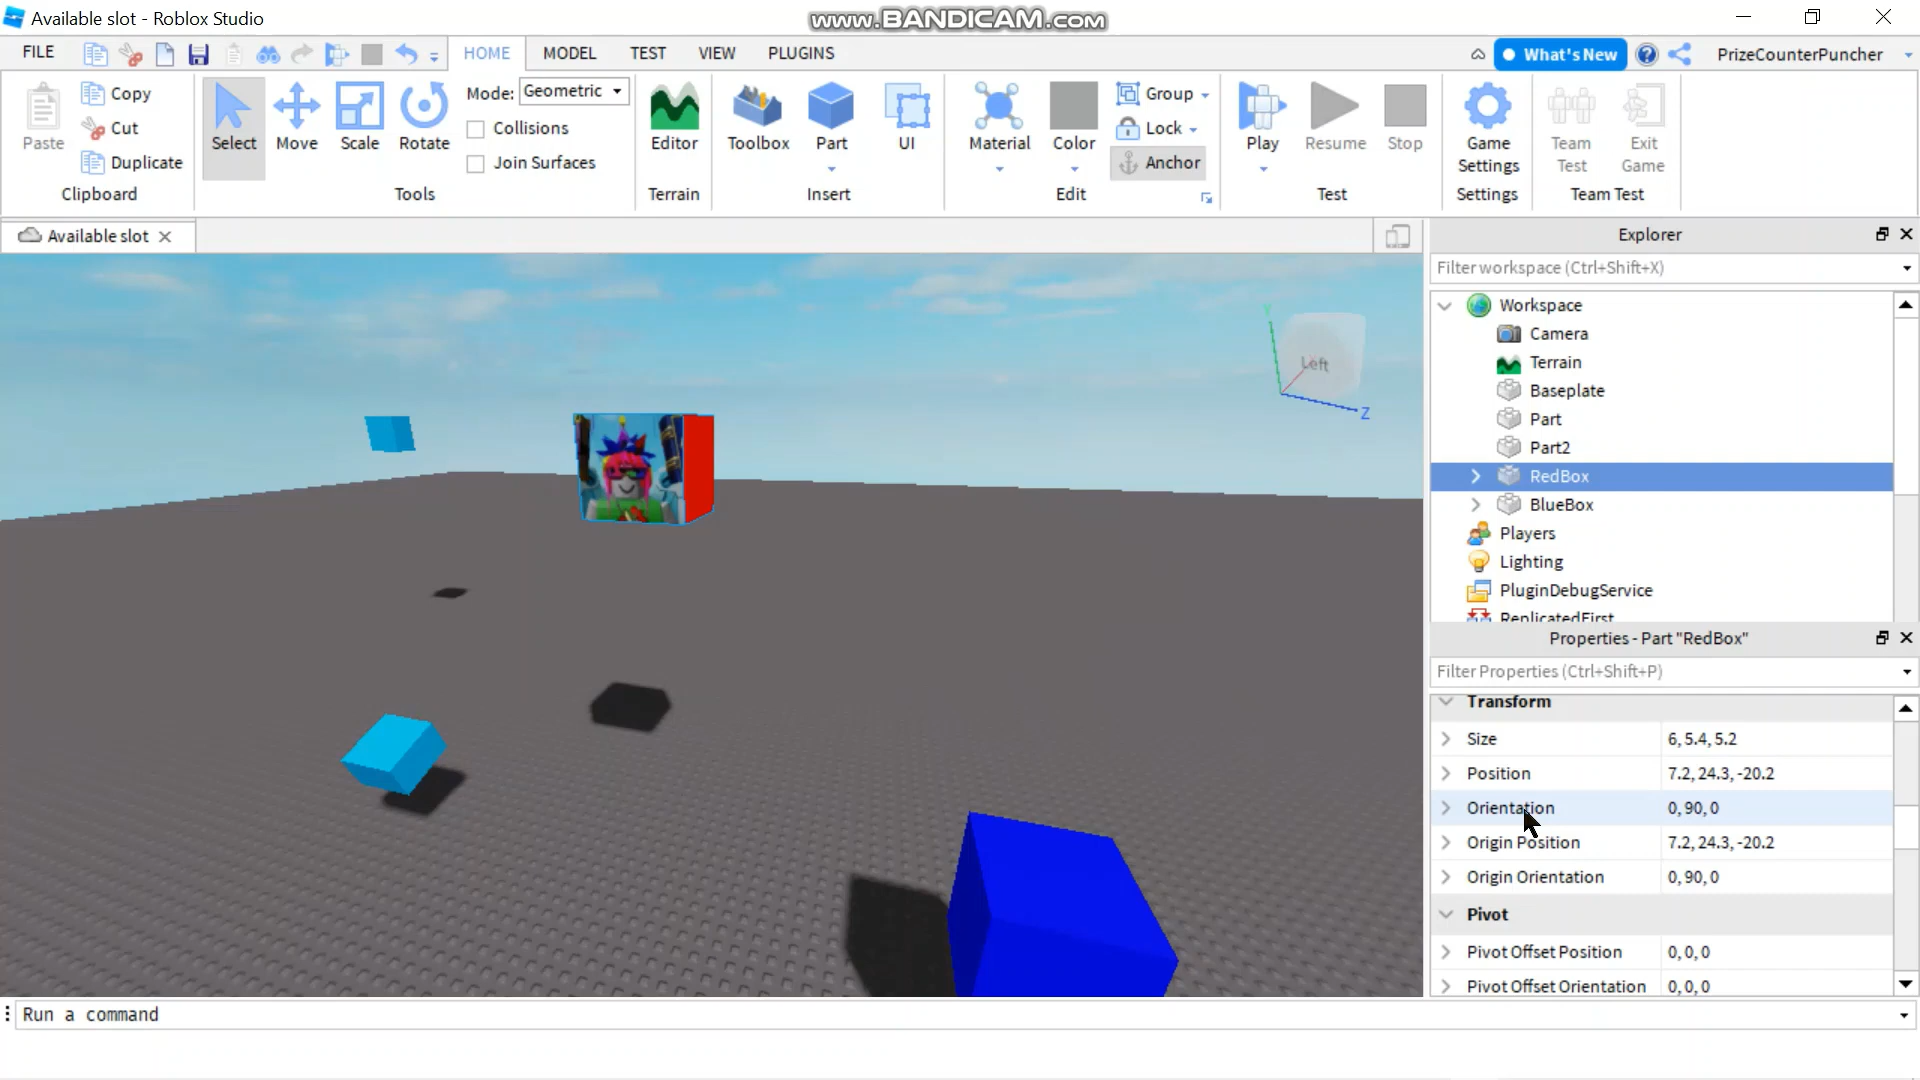 Available slot - Roblox Studio
www.BANDICAM.com
FILE
HOME
MODEL
TEST
VIEW
PLUGINS
What's New
PrizeCounterPuncher
Paste
Copy
Cut
Duplicate
Clipboard
Select
Move
Scale
Rotate
Mode: Geometric
Collisions
Join Surfaces
Tools
Editor
Terrain
Toolbox
Part
UI
Insert
Material
Color
Group
Lock
Anchor
Edit
Play
Resume
Stop
Test
Game
Settings
Settings
Team
Test
Exit
Game
Team Test
Available slot
Y
Left
Z
Explorer
Filter workspace (Ctrl+Shift+X)
Workspace
Camera
Terrain
Baseplate
Part
Part2
RedBox
BlueBox
Players
Lighting
PluginDebugService
ReplicatedFirst
Properties - Part "RedBox"
Filter Properties (Ctrl+Shift+P)
Transform
Size 6, 5.4, 5.2
Position 7.2, 24.3, -20.2
Orientation 0, 90, 0
Origin Position 7.2, 24.3, -20.2
Origin Orientation 0, 90, 0
Pivot
Pivot Offset Position 0, 0, 0
Pivot Offset Orientation 0, 0, 0
Run a command